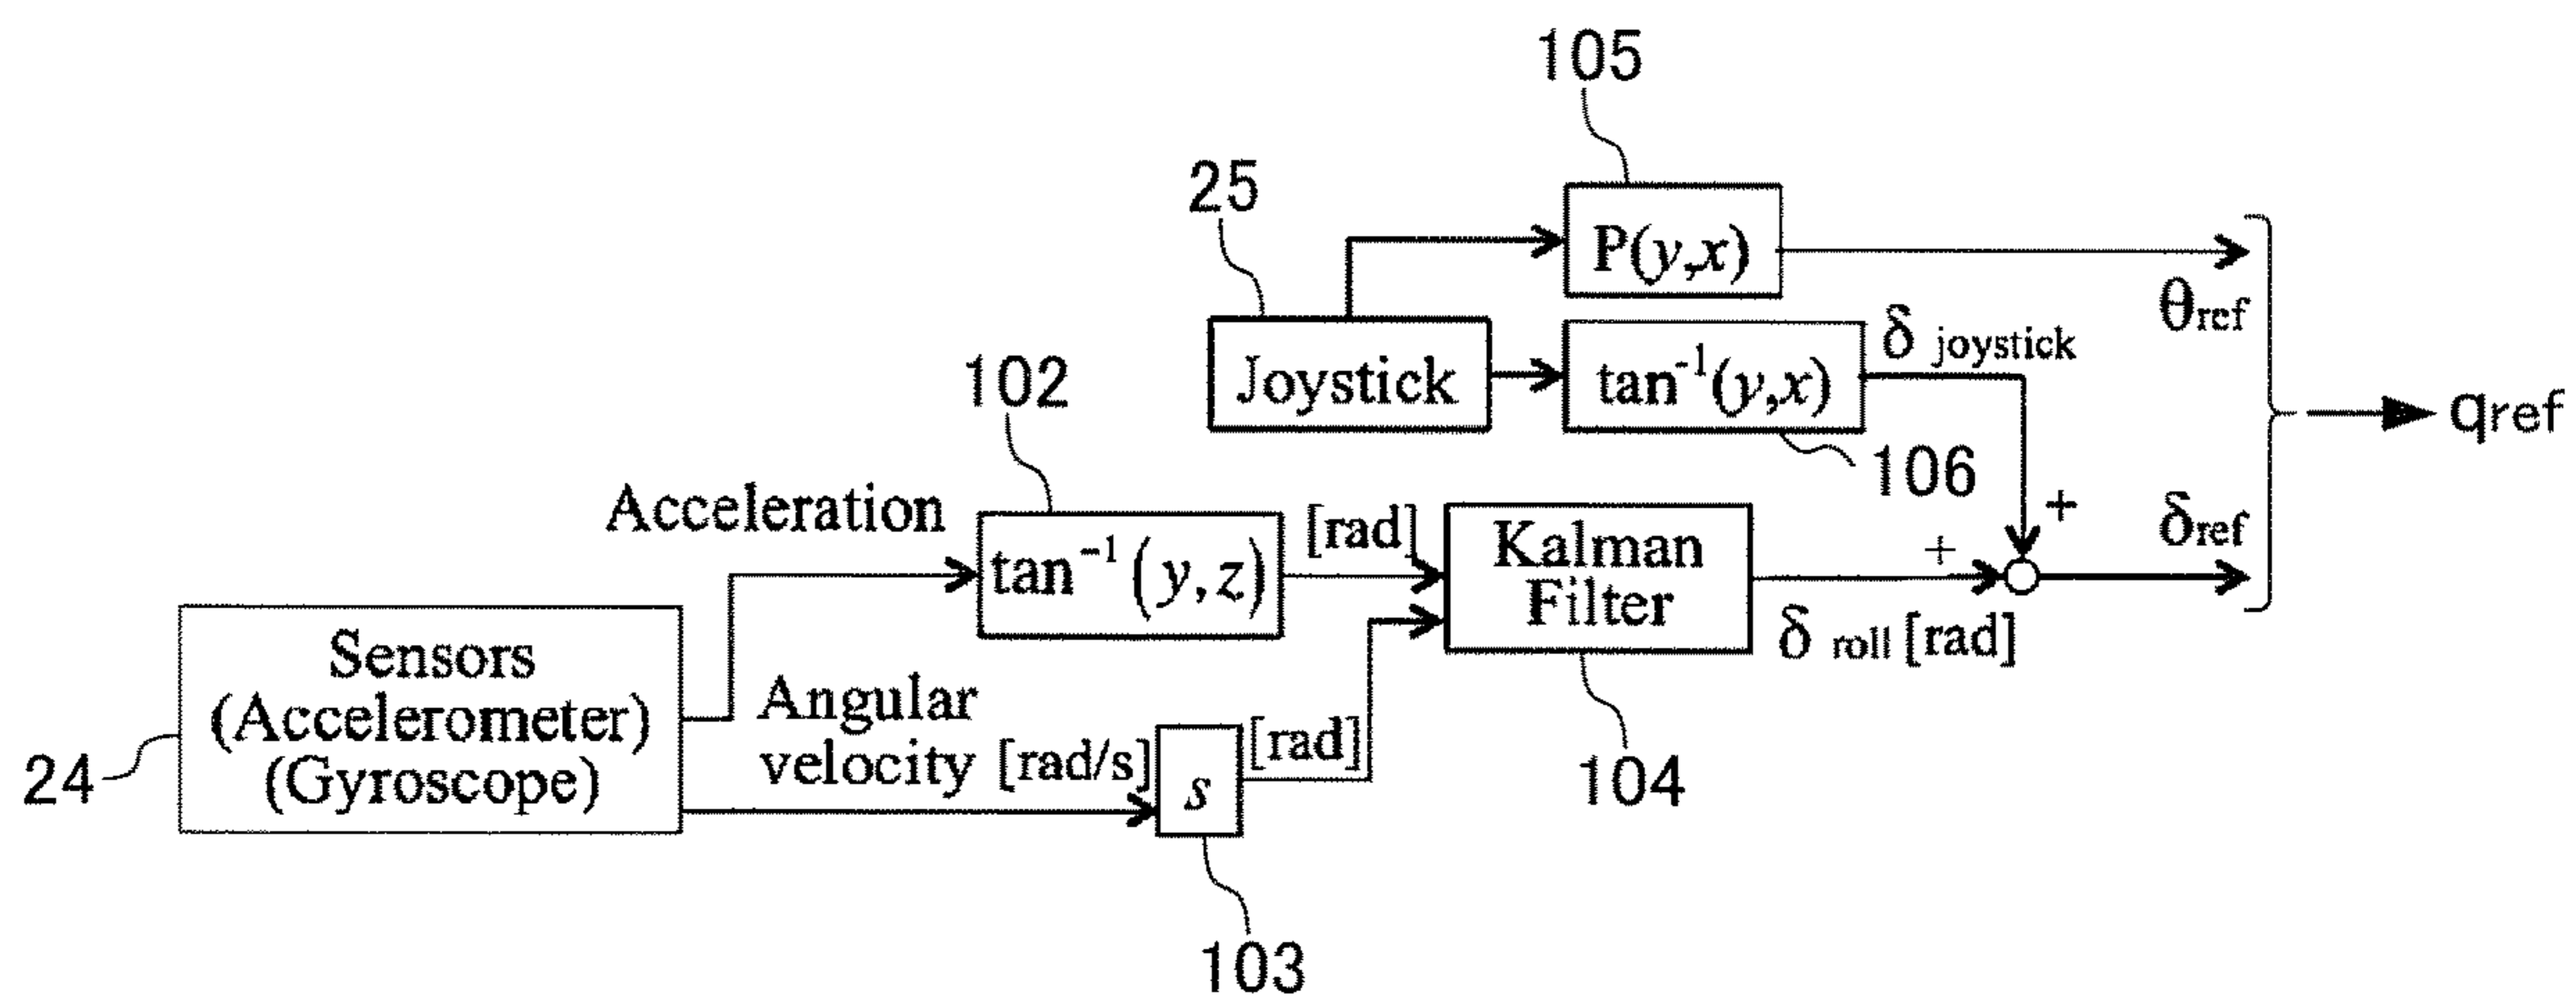 105
25
P(y,x)
θref
Joystick
tan-1(y,x)
δ joystick
102
106
qref
Acceleration
tan-1(y,z)
[rad]
Kalman
Filter
+
+
δref
δ roll [rad]
Sensors
(Accelerometer)
(Gyroscope)
24
Angular
velocity [rad/s]
s
[rad]
104
103